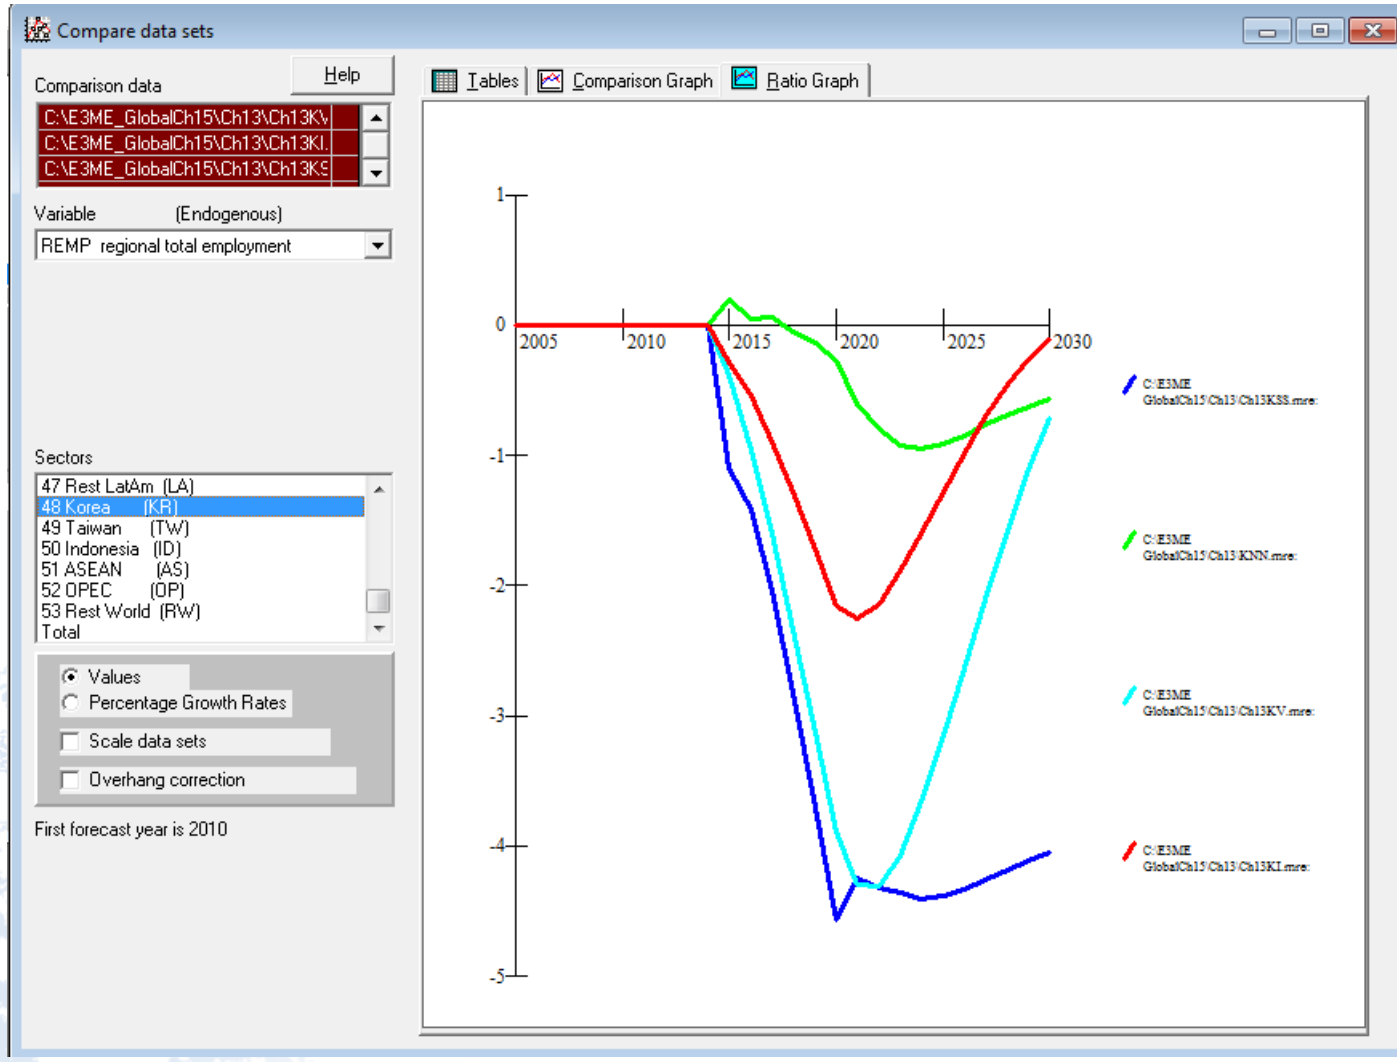 Compare data sets
Help
Comparison data
C:\E3ME_GlobalCh15\Ch13\Ch13KV
C:\E3ME_GlobalCh15\Ch13\Ch13KI.
C:\E3ME_GlobalCh15\Ch13\Ch13KS
Variable (Endogenous)
REMP regional total employment
Sectors
47 Rest LatAm (LA)
48 Korea (KR)
49 Taiwan (TW)
50 Indonesia (ID)
51 ASEAN (AS)
52 OPEC (OP)
53 Rest World (RW)
Total
Values
Percentage Growth Rates
Scale data sets
Overhang correction
First forecast year is 2010
Tables Comparison Graph Ratio Graph
1
0
2005 2010 2015 2020 2025 2030
-1
-2
-3
-4
-5
C:\E3ME
GlobalCh15\Ch13\Ch13KSS.mre:
C:\E3ME
GlobalCh15\Ch13\KNN.mre:
C:\E3ME
GlobalCh15\Ch13\Ch13KV.mre:
C:\E3ME
GlobalCh15\Ch13\Ch13KI.mre: